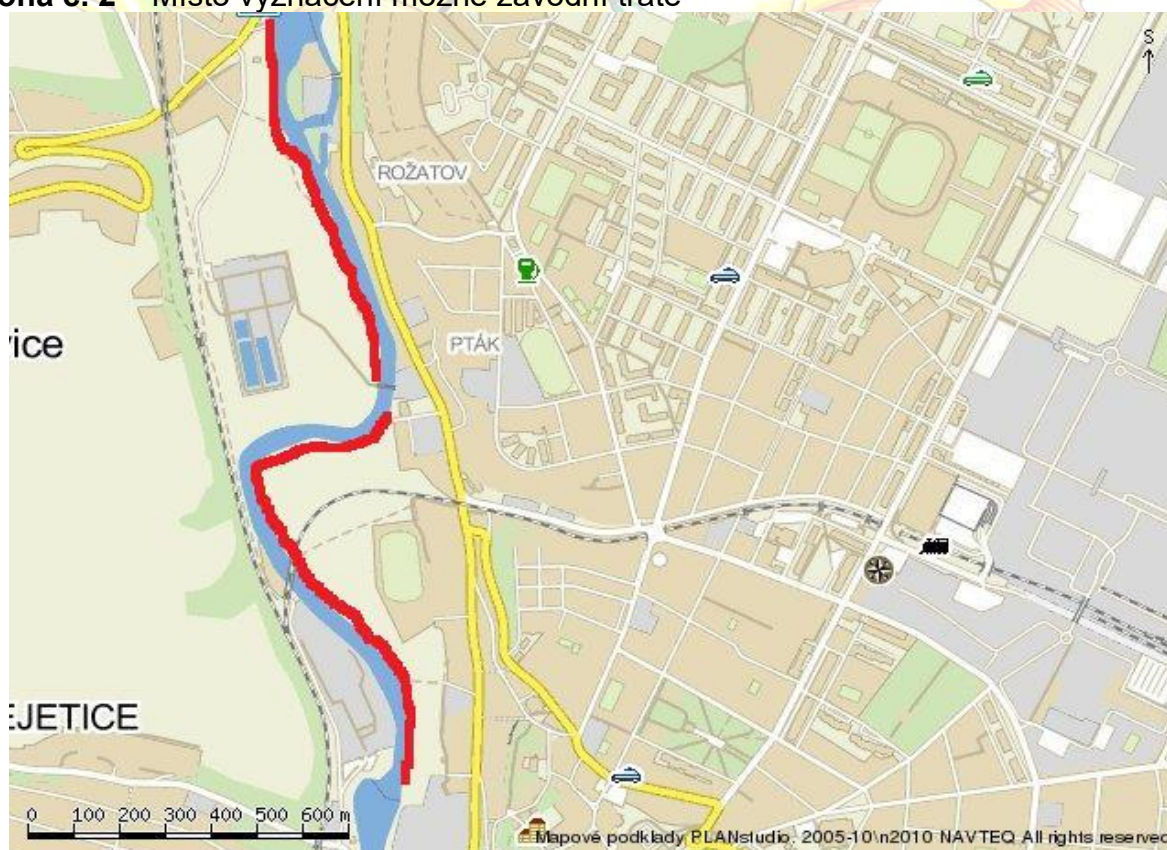 č. 2 Místo vyznačení možné závodní tratě
S
ROŽATOV
PTÁK
EJETICE
0 100 200 300 400 500 600 m
Mapové podklady PLANstudio, 2005-10\n2010 NAVTEQ All rights reserved